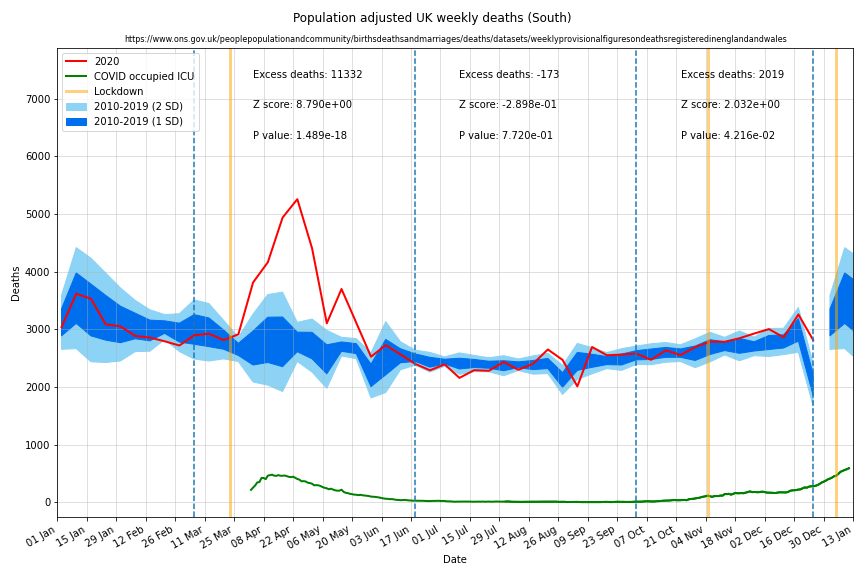 Population adjusted UK weekly deaths (South)
https://www.ons.gov.uk/peoplepopulationandcommunity/birthsdeathsandmarriages/deaths/datasets/weeklyprovisionalfiguresondeathsregisteredinenglandandwales
2020
COVID occupied ICU
Lockdown
2010-2019 (2 SD)
2010-2019 (1 SD)
Excess deaths: 11332
Z score: 8.790e+00
P value: 1.489e-18
Excess deaths: -173
Z score: -2.898e-01
P value: 7.720e-01
Excess deaths: 2019
Z score: 2.032e+00
P value: 4.216e-02
Deaths
7000
6000
5000
4000
3000
2000
1000
0
01 Jan
15 Jan
29 Jan
12 Feb
26 Feb
11 Mar
25 Mar
08 Apr
22 Apr
06 May
20 May
03 Jun
17 Jun
01 Jul
15 Jul
29 Jul
12 Aug
26 Aug
09 Sep
23 Sep
07 Oct
21 Oct
04 Nov
18 Nov
02 Dec
16 Dec
30 Dec
13 Jan
Date